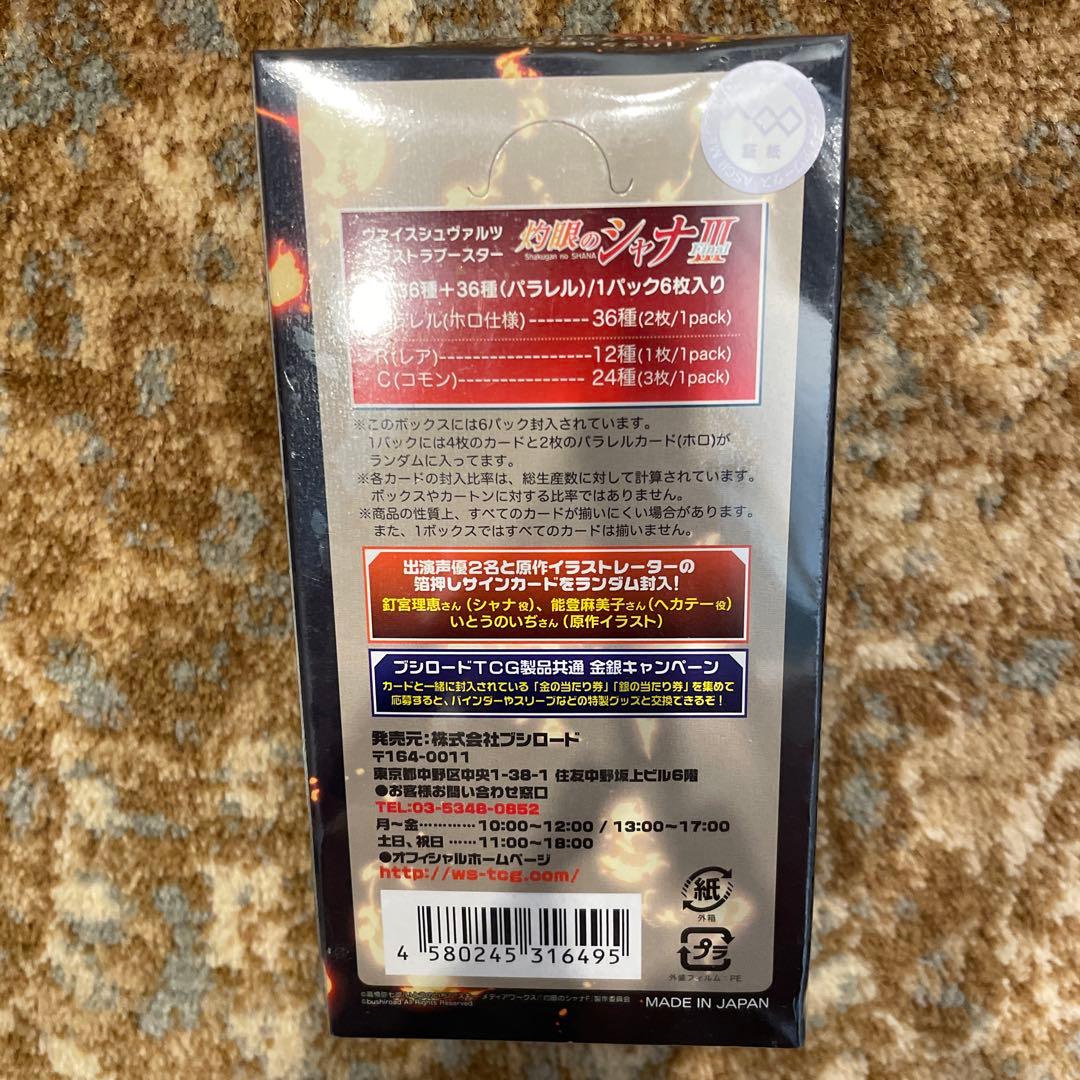 証紙
ヴァイスシュヴァルツ
ストラブースター
灼眼のシャナIII
Final
Shakugan no SHANA
36種＋36種(パラレル)/1パック6枚入り
レル(ホロ仕様)-------36種(2枚/1pack)
R(レア)------------------12種(1枚/1pack)
C(コモン)--------------- 24種(3枚/1pack)
※このボックスには6パック封入されています。
1パックには4枚のカードと2枚のパラレルカード(ホロ)が
ランダムに入ってます。
※各カードの封入比率は、総生産数に対して計算されています。
ボックスやカートンに対する比率ではありません。
※商品の性質上、すべてのカードが揃いにくい場合があります。
また、1ボックスではすべてのカードは揃いません。
出演声優2名と原作イラストレーターの
箔押しサインカードをランダム封入！
釘宮理恵さん(シャナ役)、能登麻美子さん(ヘカテー役)
いとうのいぢさん(原作イラスト)
ブシロードTCG製品共通 金銀キャンペーン
カードと一緒に封入されている「金の当たり券」「銀の当たり券」を集めて
応募すると、バインダーやスリーブなどの特製グッズと交換できるぞ！
発売元：株式会社ブシロード
〒164-0011
東京都中野区中央1-38-1 住友中野坂上ビル6階
●お客様お問い合わせ窓口
TEL:03-5348-0852
月〜金………… 10:00〜12:00 / 13:00〜17:00
土日、祝日 …… 11:00〜18:00
●オフィシャルホームページ
http://ws-tcg.com/
紙
外箱
プラ
外装フィルム：PE
4 580245 316495
メディアワークス/『灼眼のシャナF』製作委員会
©bushiroad All Rights Reserved
MADE IN JAPAN